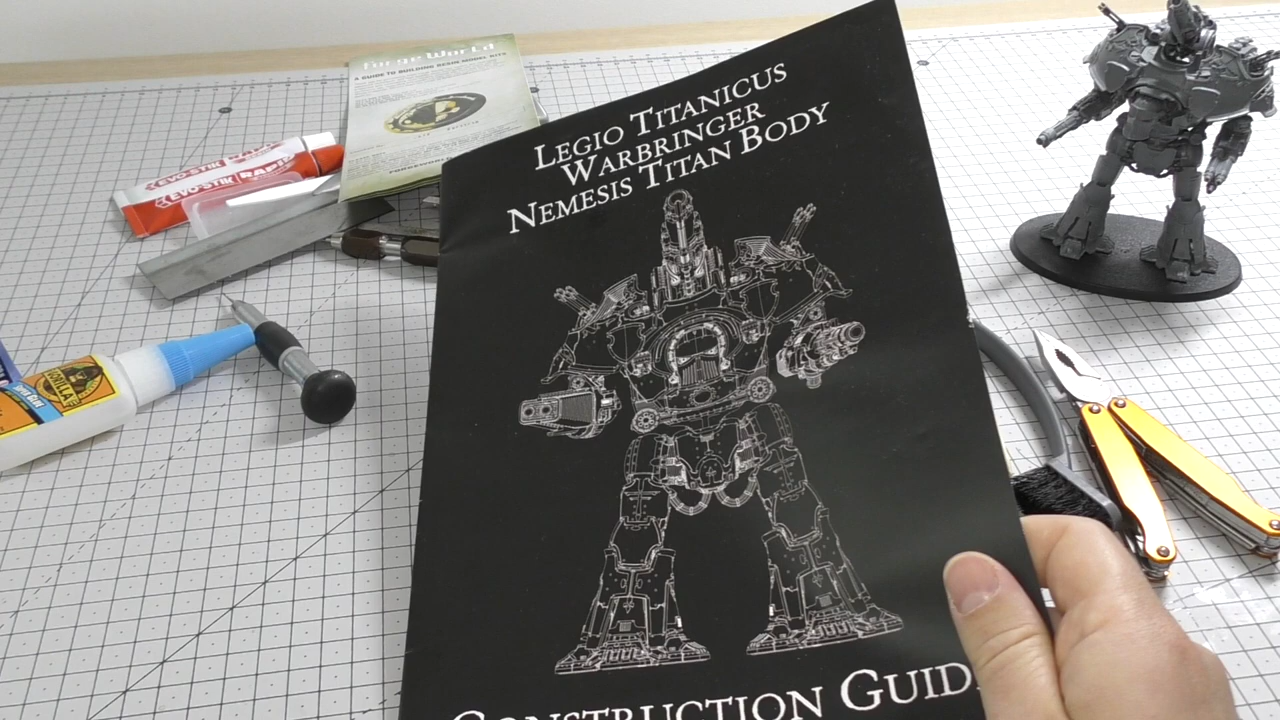 Forge World
A GUIDE TO BUILDING RESIN MODEL KITS
EVO-STIK
EVO-STIK RAPID
GORILLA
LEGIO TITANICUS
WARBRINGER
NEMESIS TITAN BODY
CONSTRUCTION GUID